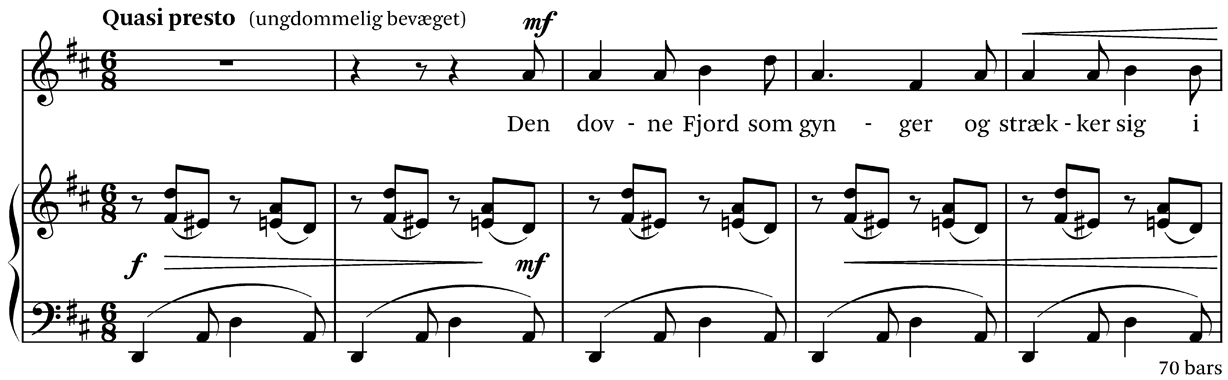 Quasi presto (ungdommelig bevæget)
mf
Den dov - ne Fjord som gyn - ger og stræk - ker sig i
f mf
70 bars